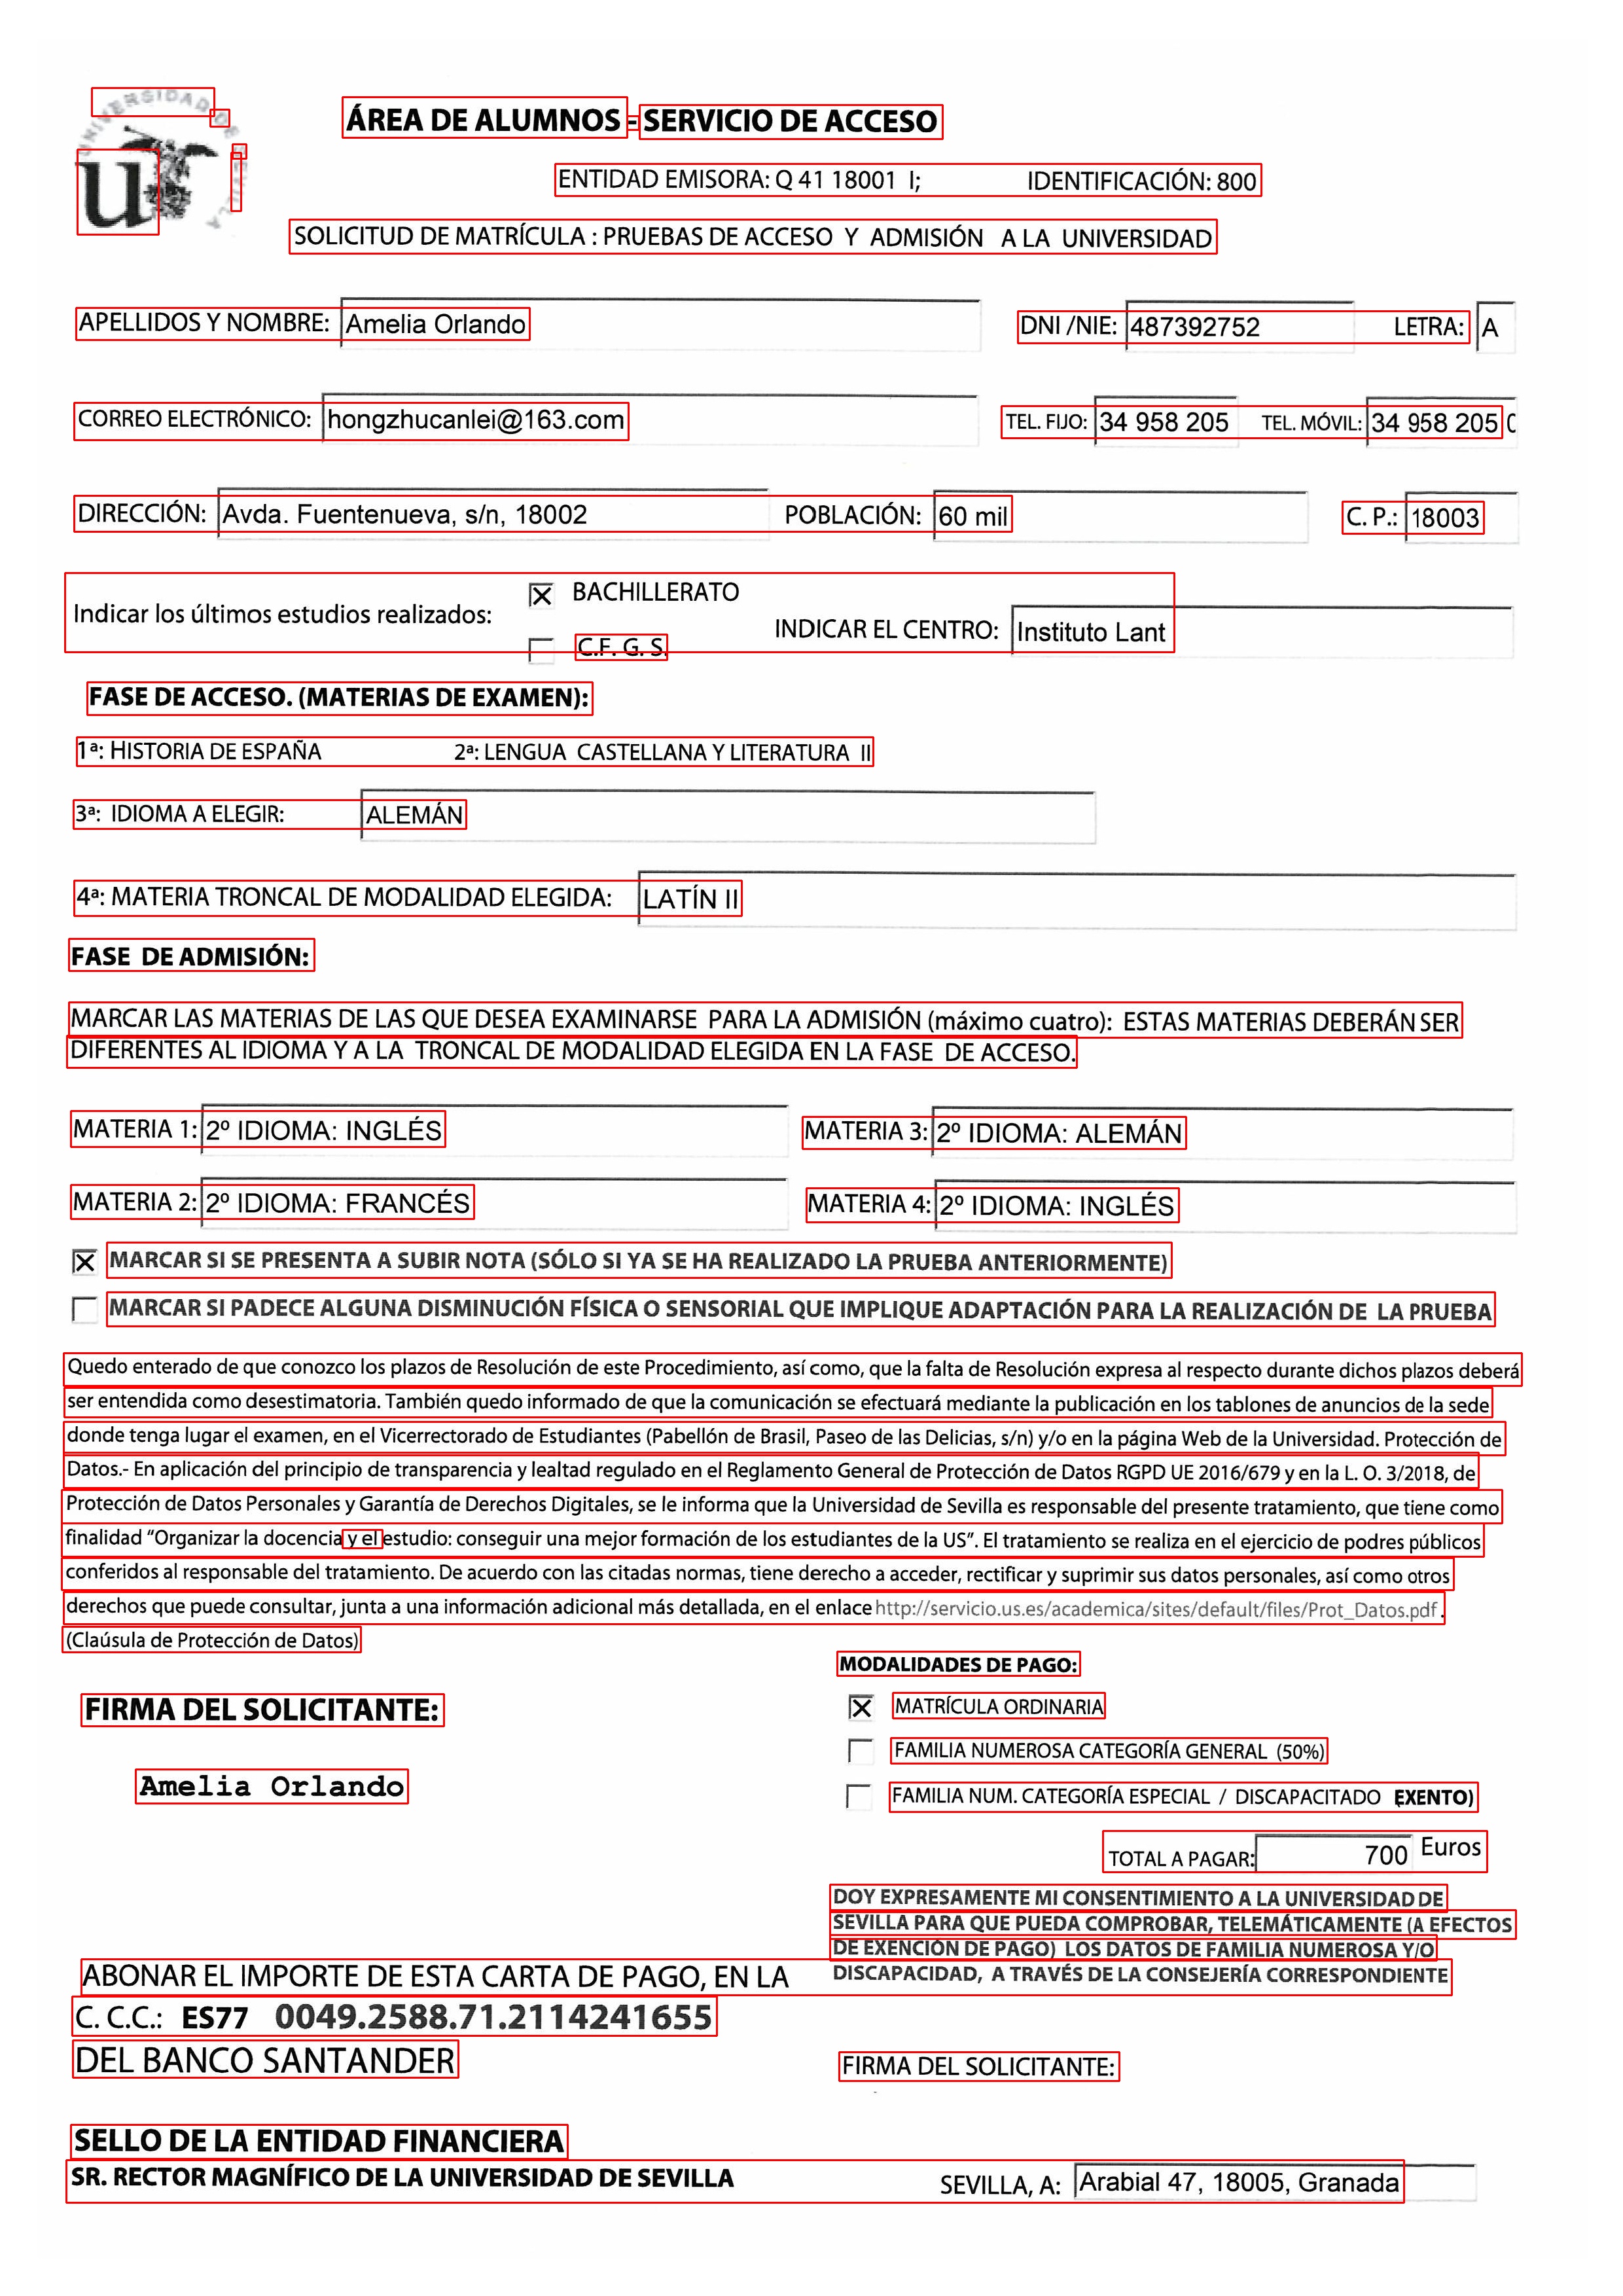 UNIVERSIDAD DE SEVILLA
ÁREA DE ALUMNOS - SERVICIO DE ACCESO
ENTIDAD EMISORA: Q 41 18001 I; IDENTIFICACIÓN: 800
SOLICITUD DE MATRÍCULA : PRUEBAS DE ACCESO Y ADMISIÓN A LA UNIVERSIDAD
APELLIDOS Y NOMBRE: Amelia Orlando DNI /NIE: 487392752 LETRA: A
CORREO ELECTRÓNICO: hongzhucanlei@163.com TEL. FIJO: 34 958 205 TEL. MÓVIL: 34 958 205
DIRECCIÓN: Avda. Fuentenueva, s/n, 18002 POBLACIÓN: 60 mil C. P.: 18003
Indicar los últimos estudios realizados: BACHILLERATO
C.F. G. S. INDICAR EL CENTRO: Instituto Lant
FASE DE ACCESO. (MATERIAS DE EXAMEN):
1ª: HISTORIA DE ESPAÑA 2ª: LENGUA CASTELLANA Y LITERATURA II
3ª: IDIOMA A ELEGIR: ALEMÁN
4ª: MATERIA TRONCAL DE MODALIDAD ELEGIDA: LATÍN II
FASE DE ADMISIÓN:
MARCAR LAS MATERIAS DE LAS QUE DESEA EXAMINARSE PARA LA ADMISIÓN (máximo cuatro): ESTAS MATERIAS DEBERÁN SER
DIFERENTES AL IDIOMA Y A LA TRONCAL DE MODALIDAD ELEGIDA EN LA FASE DE ACCESO.
MATERIA 1: 2º IDIOMA: INGLÉS MATERIA 3: 2º IDIOMA: ALEMÁN
MATERIA 2: 2º IDIOMA: FRANCÉS MATERIA 4: 2º IDIOMA: INGLÉS
MARCAR SI SE PRESENTA A SUBIR NOTA (SÓLO SI YA SE HA REALIZADO LA PRUEBA ANTERIORMENTE)
MARCAR SI PADECE ALGUNA DISMINUCIÓN FÍSICA O SENSORIAL QUE IMPLIQUE ADAPTACIÓN PARA LA REALIZACIÓN DE LA PRUEBA
Quedo enterado de que conozco los plazos de Resolución de este Procedimiento, así como, que la falta de Resolución expresa al respecto durante dichos plazos deberá
ser entendida como desestimatoria. También quedo informado de que la comunicación se efectuará mediante la publicación en los tablones de anuncios de la sede
donde tenga lugar el examen, en el Vicerrectorado de Estudiantes (Pabellón de Brasil, Paseo de las Delicias, s/n) y/o en la página Web de la Universidad. Protección de
Datos.- En aplicación del principio de transparencia y lealtad regulado en el Reglamento General de Protección de Datos RGPD UE 2016/679 y en la L. O. 3/2018, de
Protección de Datos Personales y Garantía de Derechos Digitales, se le informa que la Universidad de Sevilla es responsable del presente tratamiento, que tiene como
finalidad “Organizar la docencia y el estudio: conseguir una mejor formación de los estudiantes de la US”. El tratamiento se realiza en el ejercicio de podres públicos
conferidos al responsable del tratamiento. De acuerdo con las citadas normas, tiene derecho a acceder, rectificar y suprimir sus datos personales, así como otros
derechos que puede consultar, junta a una información adicional más detallada, en el enlace http://servicio.us.es/academica/sites/default/files/Prot_Datos.pdf .
(Claúsula de Protección de Datos)
MODALIDADES DE PAGO:
FIRMA DEL SOLICITANTE: MATRÍCULA ORDINARIA
FAMILIA NUMEROSA CATEGORÍA GENERAL (50%)
Amelia Orlando FAMILIA NUM. CATEGORÍA ESPECIAL / DISCAPACITADO EXENTO)
TOTAL A PAGAR: 700 Euros
DOY EXPRESAMENTE MI CONSENTIMIENTO A LA UNIVERSIDAD DE
SEVILLA PARA QUE PUEDA COMPROBAR, TELEMÁTICAMENTE (A EFECTOS
DE EXENCIÓN DE PAGO) LOS DATOS DE FAMILIA NUMEROSA Y/O
DISCAPACIDAD, A TRAVÉS DE LA CONSEJERÍA CORRESPONDIENTE
ABONAR EL IMPORTE DE ESTA CARTA DE PAGO, EN LA
C. C.C.: ES77 0049.2588.71.2114241655
DEL BANCO SANTANDER
FIRMA DEL SOLICITANTE:
SELLO DE LA ENTIDAD FINANCIERA
SR. RECTOR MAGNÍFICO DE LA UNIVERSIDAD DE SEVILLA SEVILLA, A: Arabial 47, 18005, Granada